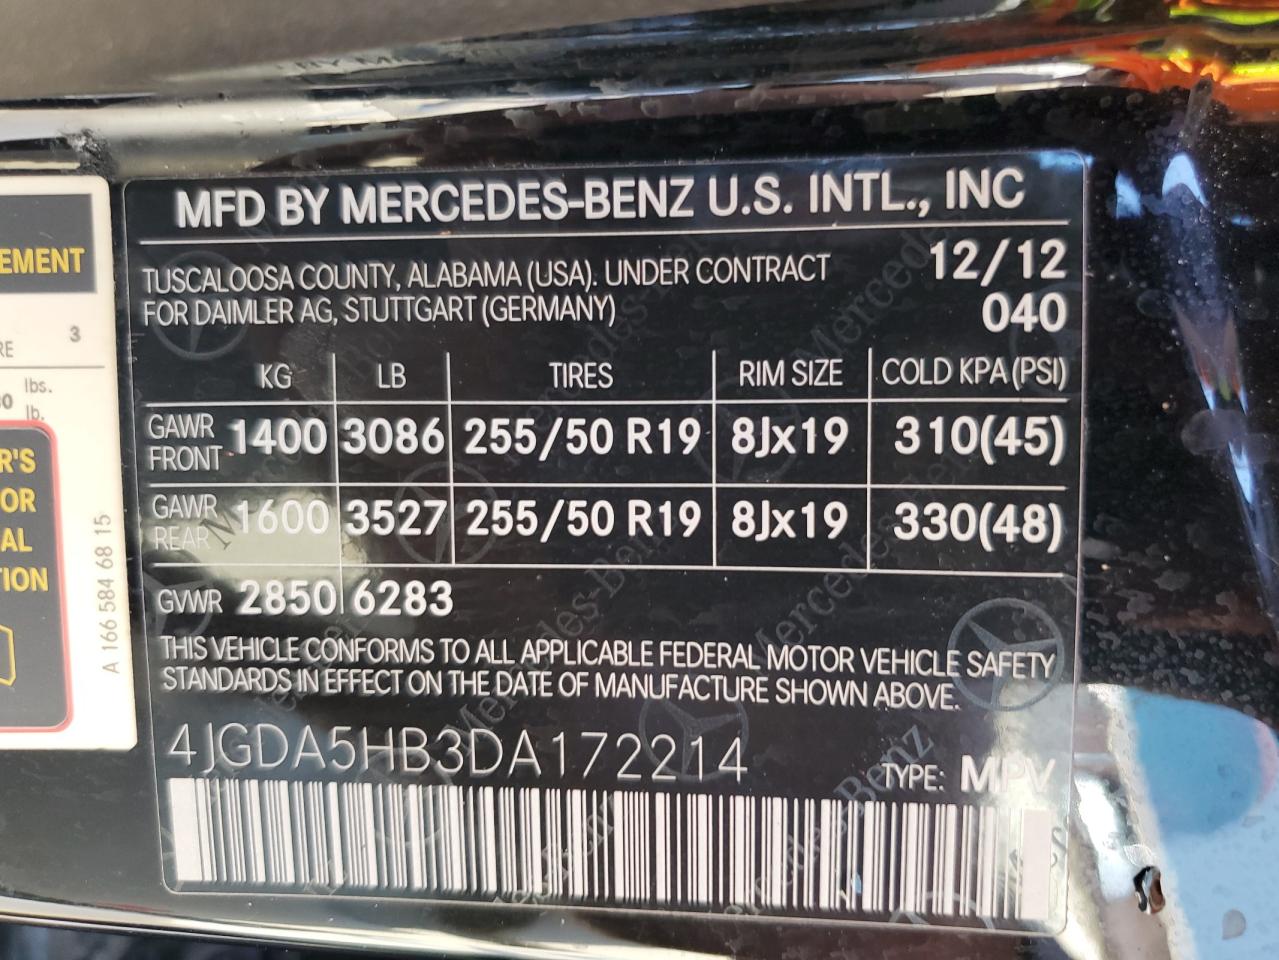 MFD BY MERCEDES-BENZ U.S. INTL., INC
TUSCALOOSA COUNTY, ALABAMA (USA). UNDER CONTRACT
FOR DAIMLER AG, STUTTGART (GERMANY)
12/12
040
KG LB TIRES RIM SIZE COLD KPA (PSI)
GAWR FRONT 1400 3086 255/50 R19 8Jx19 310(45)
GAWR REAR 1600 3527 255/50 R19 8Jx19 330(48)
GVWR 2850 6283
THIS VEHICLE CONFORMS TO ALL APPLICABLE FEDERAL MOTOR VEHICLE SAFETY
STANDARDS IN EFFECT ON THE DATE OF MANUFACTURE SHOWN ABOVE.
4JGDA5HB3DA172214
TYPE: MPV
EMENT
RE 3
lbs.
lb.
R'S
OR
AL
TION
A 166 584 68 15
Mercedes-Benz